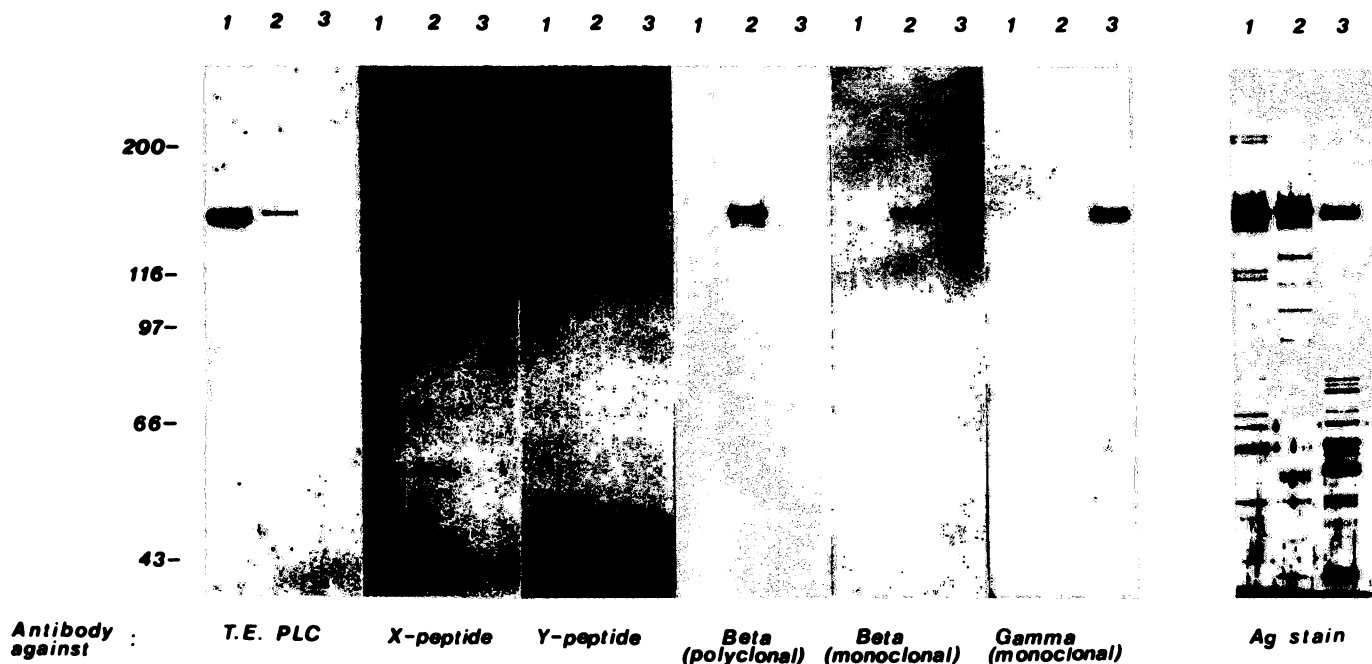 1 2 3 1 2 3 1 2 3 1 2 3 1 2 3 1 2 3 1 2 3
200-
116-
97-
66-
43-
Antibody against : T.E. PLC X-peptide Y-peptide Beta (polyclonal) Beta (monoclonal) Gamma (monoclonal) Ag stain